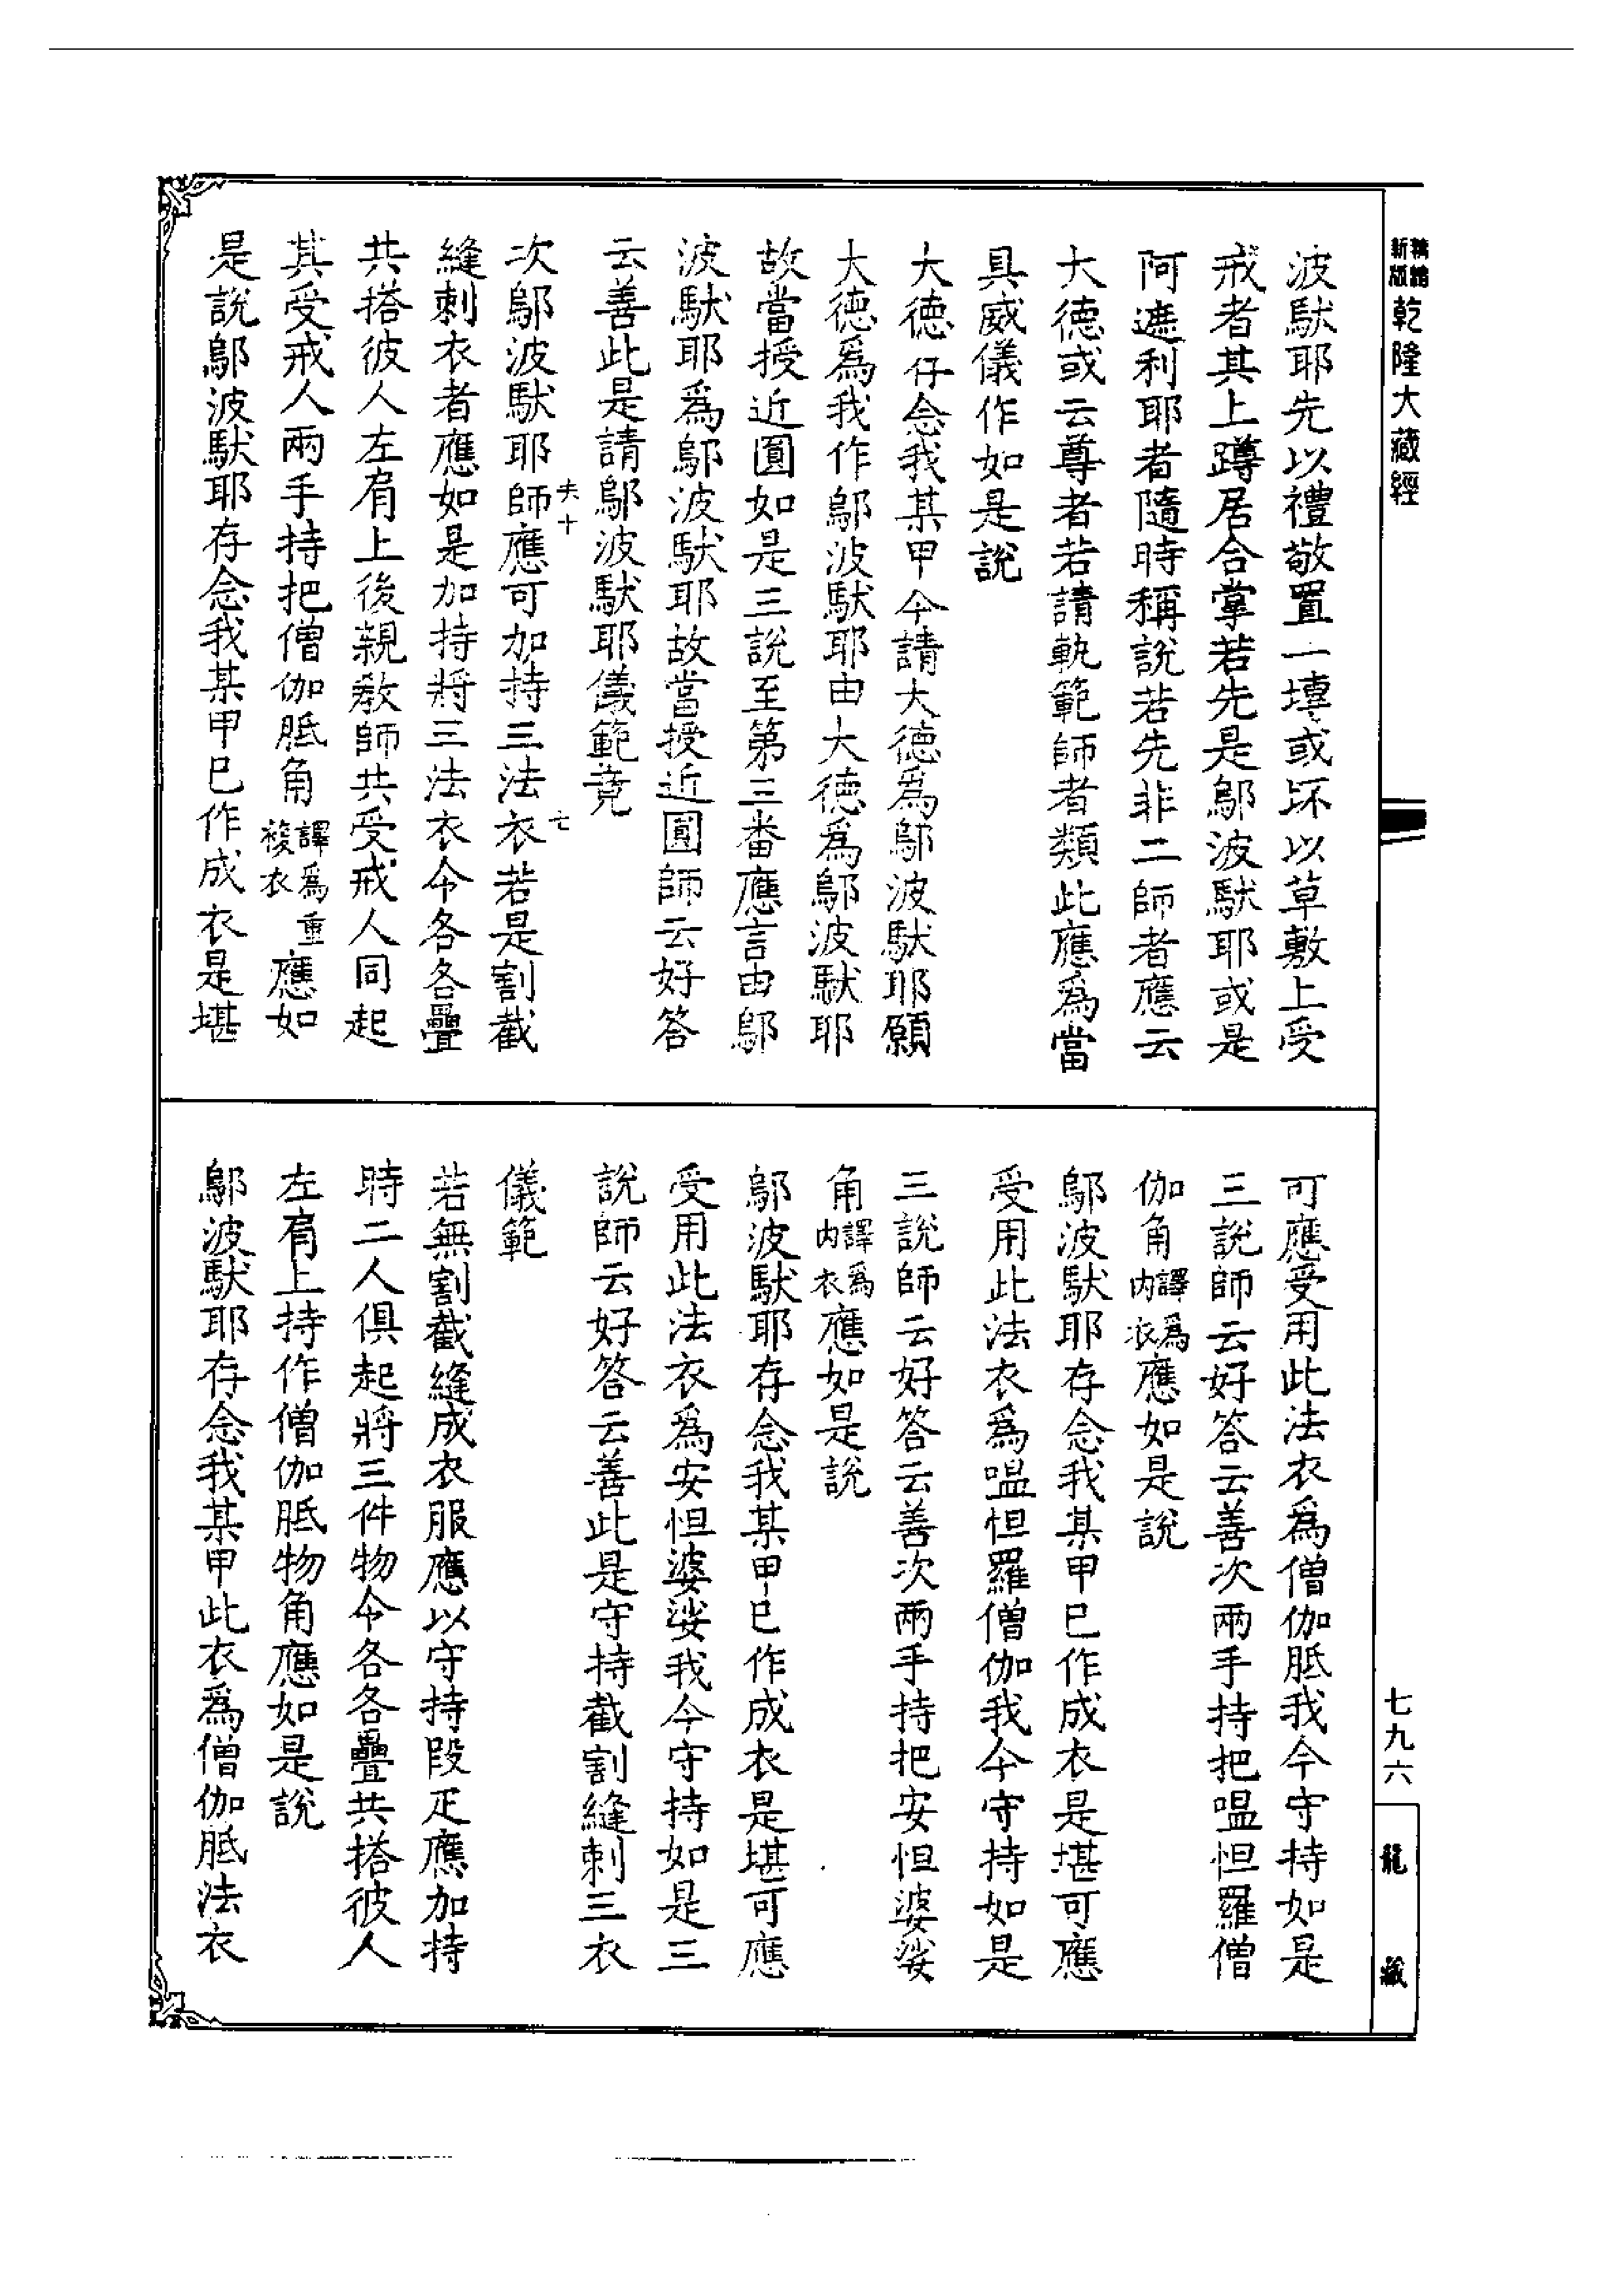 新版
乾隆大藏經
波馱耶先以禮敬置一塼或坏以草敷上受
戒者其上蹲居合掌若先是鄔波馱耶或是
阿遮利耶者隨時稱說若先非二師者應云
大德或云尊者若請軌範師者類此應為當
具威儀作如是說
大德仔念我某甲今請大德為鄔波馱耶願
大德為我作鄔波馱耶由大德為鄔波馱耶
故當授近圓如是三說至第三番應言由鄔
波馱耶為鄔波馱耶故當授近圓師云好答
云善此是請鄔波馱耶儀範竟
次鄔波馱耶師應可加持三法衣若是割截
縫刺衣者應如是加持將三法衣令各各疊
共搭彼人左肩上後親教師共受戒人同起
其受戒人兩手持把僧伽胝角譯為重複衣應如
是說鄔波馱耶存念我某甲已作成衣是堪
可應受用此法衣為僧伽胝我今守持如是
三說師云好答云善次兩手持把嗢怛羅僧
伽角譯為內衣應如是說
鄔波馱耶存念我某甲已作成衣是堪可應
受用此法衣為嗢怛羅僧伽我今守持如是
三說師云好答云善次兩手持把安怛婆娑
角譯為內衣應如是說
鄔波馱耶存念我某甲已作成衣是堪可應
受用此法衣為安怛婆娑我今守持如是三
說師云好答云善此是守持截割縫刺三衣
儀範
若無割截縫成衣服應以守持段疋應加持
時二人俱起將三件物令各各疊共搭彼人
左肩上持作僧伽胝物角應如是說
鄔波馱耶存念我某甲此衣為僧伽胝法衣
七九六
龍藏